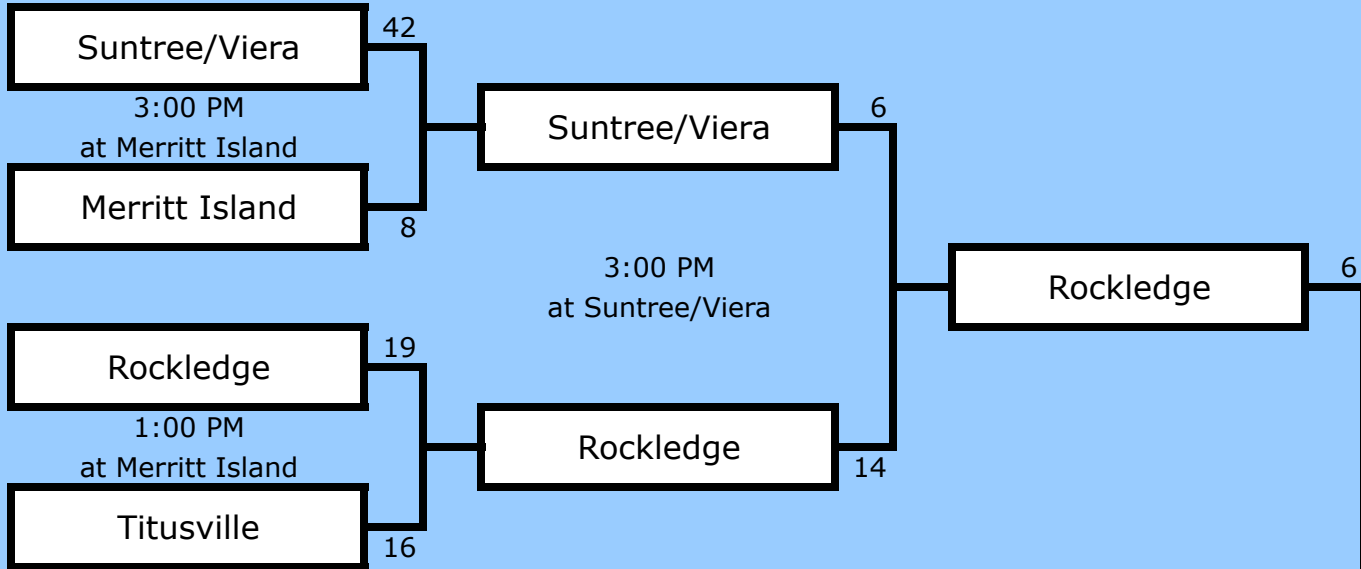 42
Suntree/Viera
3:00 PM
at Merritt Island
Merritt Island
8
Suntree/Viera
6
3:00 PM
at Suntree/Viera
Rockledge
6
19
Rockledge
1:00 PM
at Merritt Island
Titusville
16
Rockledge
14